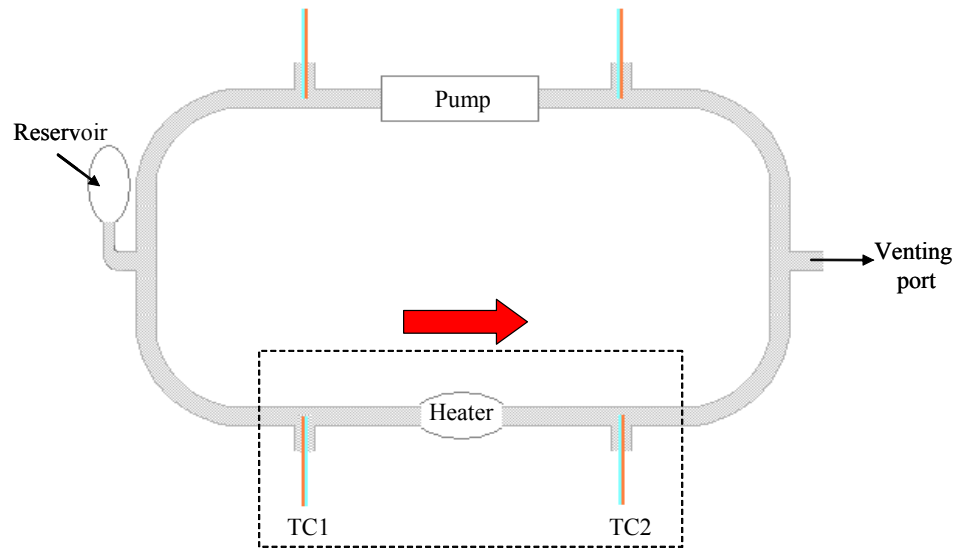 Pump
Reservoir
Venting
port
Heater
TC1
TC2